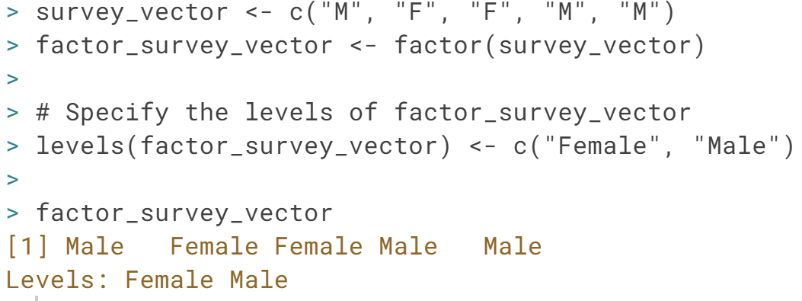 > survey_vector <- c("M", "F", "F", "M", "M")
> factor_survey_vector <- factor(survey_vector)
>
> # Specify the levels of factor_survey_vector
> levels(factor_survey_vector) <- c("Female", "Male")
>
> factor_survey_vector
[1] Male   Female Female Male   Male
Levels: Female Male